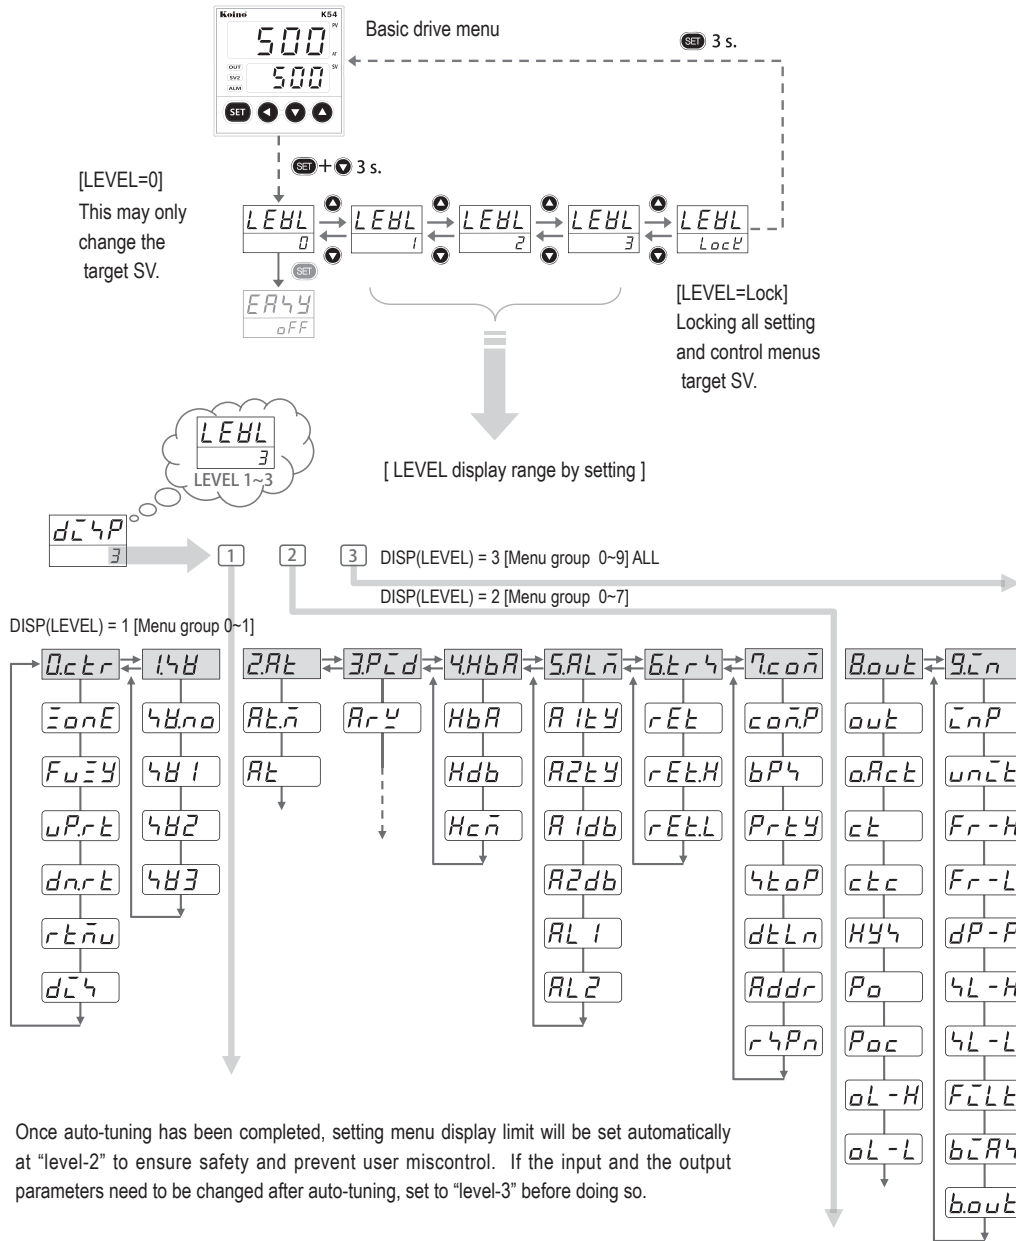 Koino K54
PV
500
AT
OUT
SV2
ALM
SV
500
SET
Basic drive menu
SET 3 s.
SET + 3 s.
[LEVEL=0]
This may only
change the
target SV.
LEVL
0
LEVL
1
LEVL
2
LEVL
3
LEVL
Lock
SET
EASY
oFF
[LEVEL=Lock]
Locking all setting
and control menus
target SV.
LEVL
3
LEVEL 1~3
[ LEVEL display range by setting ]
diSP
3
1
2
3
DISP(LEVEL) = 3 [Menu group 0~9] ALL
DISP(LEVEL) = 2 [Menu group 0~7]
DISP(LEVEL) = 1 [Menu group 0~1]
0.ctr
ZonE
FuZy
uP.rt
dn.rt
rtmu
diS
1.SV
SV.no
SV1
SV2
SV3
2.At
At.m
At
3.Pid
ArW
4.HbA
HbA
Hdb
Hcm
5.ALm
A1ty
A2ty
A1db
A2db
AL1
AL2
6.trS
rEt
rEt.H
rEt.L
7.com
com.P
bPS
Prty
StoP
dtLn
Addr
rSPn
8.out
out
o.Act
ct
ctc
HyS
Po
Poc
oL-H
oL-L
9.in
inP
unit
Fr-H
Fr-L
dP-P
SL-H
SL-L
FiLt
biAS
b.out
Once auto-tuning has been completed, setting menu display limit will be set automatically
at “level-2” to ensure safety and prevent user miscontrol. If the input and the output
parameters need to be changed after auto-tuning, set to “level-3” before doing so.